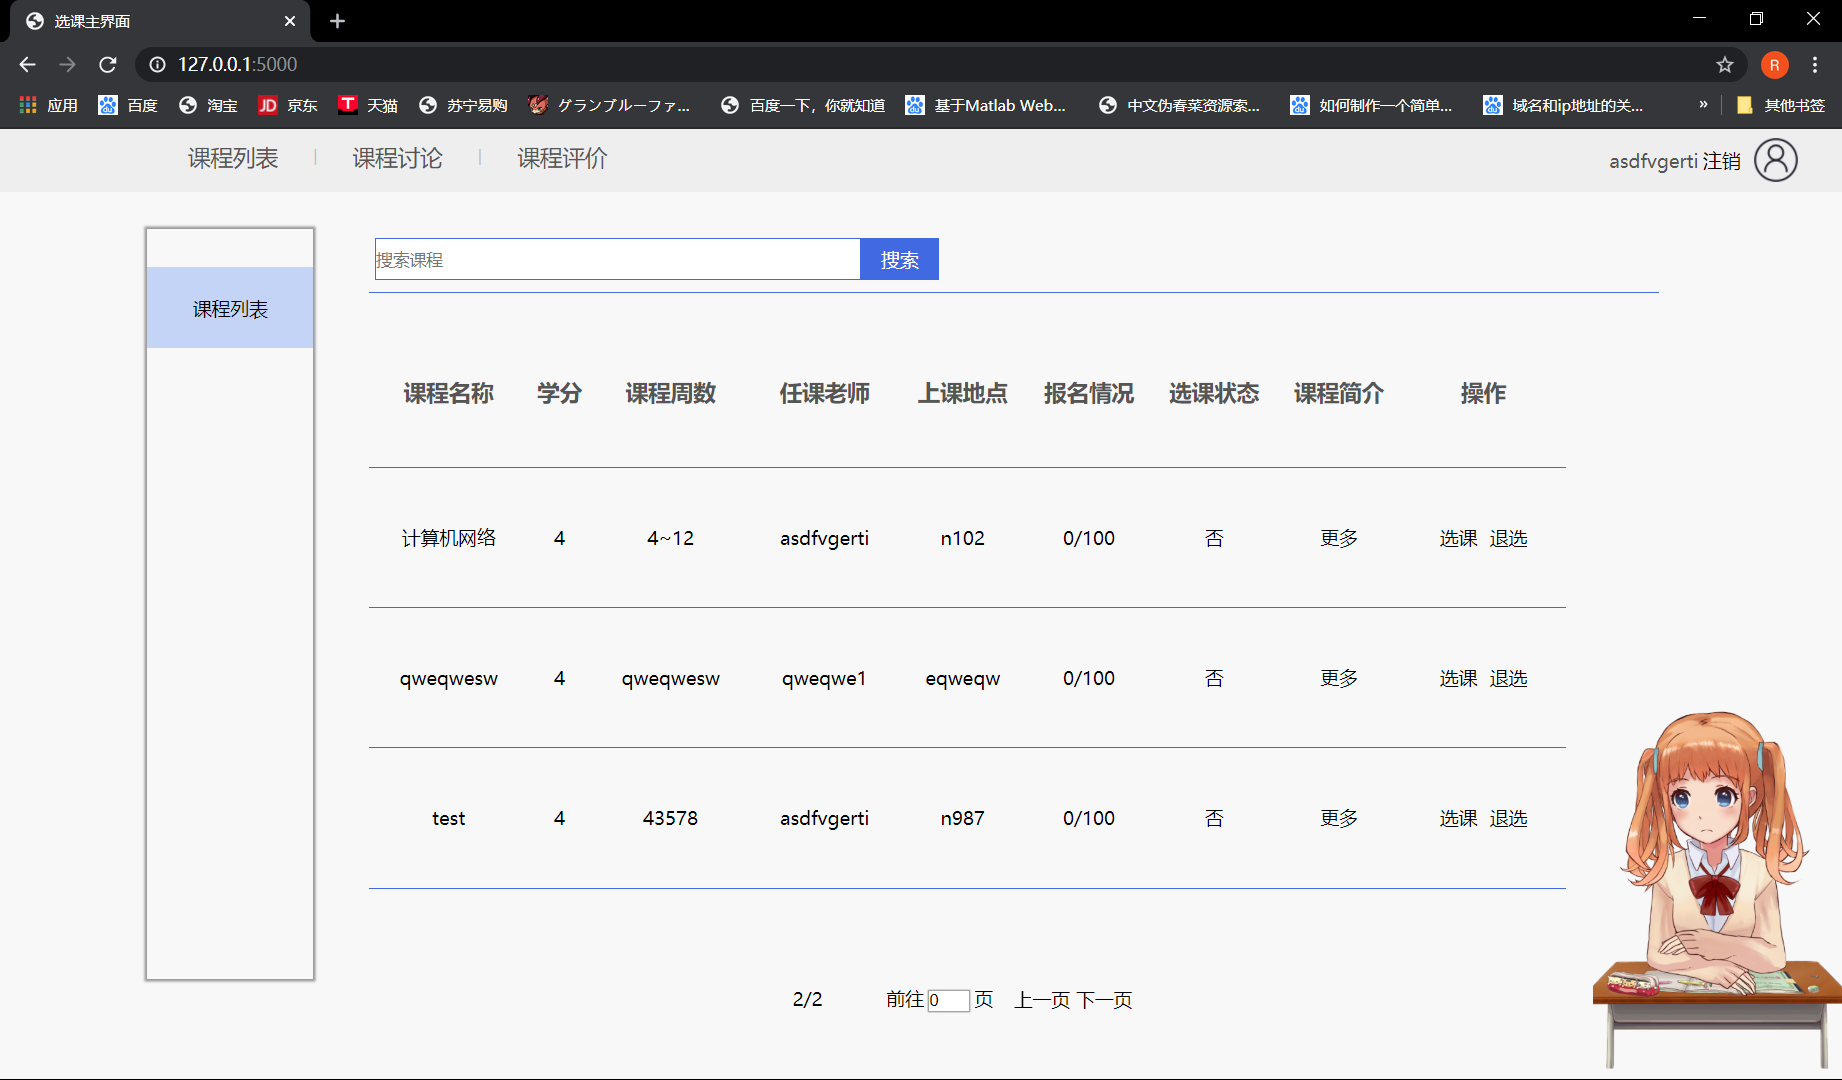 选课主界面
127.0.0.1:5000
R
应用 百度 淘宝 JD 京东 T 天猫 苏宁易购 グランブルーファ... 百度一下，你就知道 基于Matlab Web... 中文伪春菜资源索... 如何制作一个简单... 域名和ip地址的关... » 其他书签
课程列表 | 课程讨论 | 课程评价 asdfvgerti 注销
搜索课程 搜索
课程列表
课程名称 学分 课程周数 任课老师 上课地点 报名情况 选课状态 课程简介 操作
计算机网络 4 4~12 asdfvgerti n102 0/100 否 更多 选课 退选
qweqwesw 4 qweqwesw qweqwe1 eqweqw 0/100 否 更多 选课 退选
test 4 43578 asdfvgerti n987 0/100 否 更多 选课 退选
2/2 前往 0 页 上一页 下一页